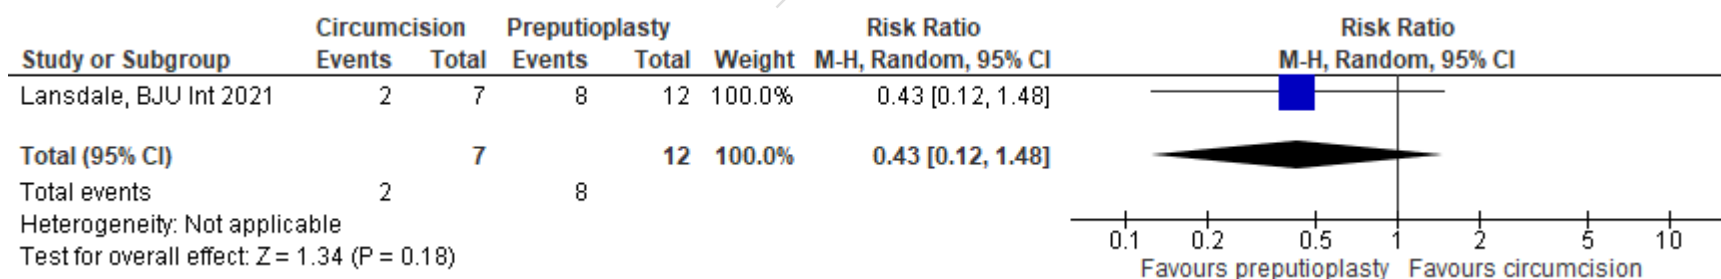 Circumcision Preputioplasty Risk Ratio Risk Ratio
Study or Subgroup Events Total Events Total Weight M-H, Random, 95% CI M-H, Random, 95% CI
Lansdale, BJU Int 2021 2 7 8 12 100.0% 0.43 [0.12, 1.48]
Total (95% CI) 7 12 100.0% 0.43 [0.12, 1.48]
Total events 2 8
Heterogeneity: Not applicable
Test for overall effect: Z = 1.34 (P = 0.18)
0.1 0.2 0.5 1 2 5 10
Favours preputioplasty Favours circumcision